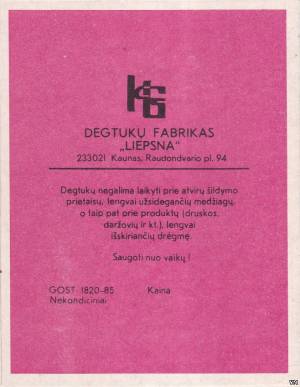 DEGTUKŲ FABRIKAS
„LIEPSNA"
233021 Kaunas, Raudondvario pl. 94
Degtukų negalima laikyti prie atvirų šildymo
prietaisų, lengvai užsidegančių medžiagų,
o taip pat prie produktų (druskos,
daržovių ir kt.), lengvai
išskiriančių drėgmę.
Saugoti nuo vaikų !
GOST 1820-85 Kaina
Nekondiciniai